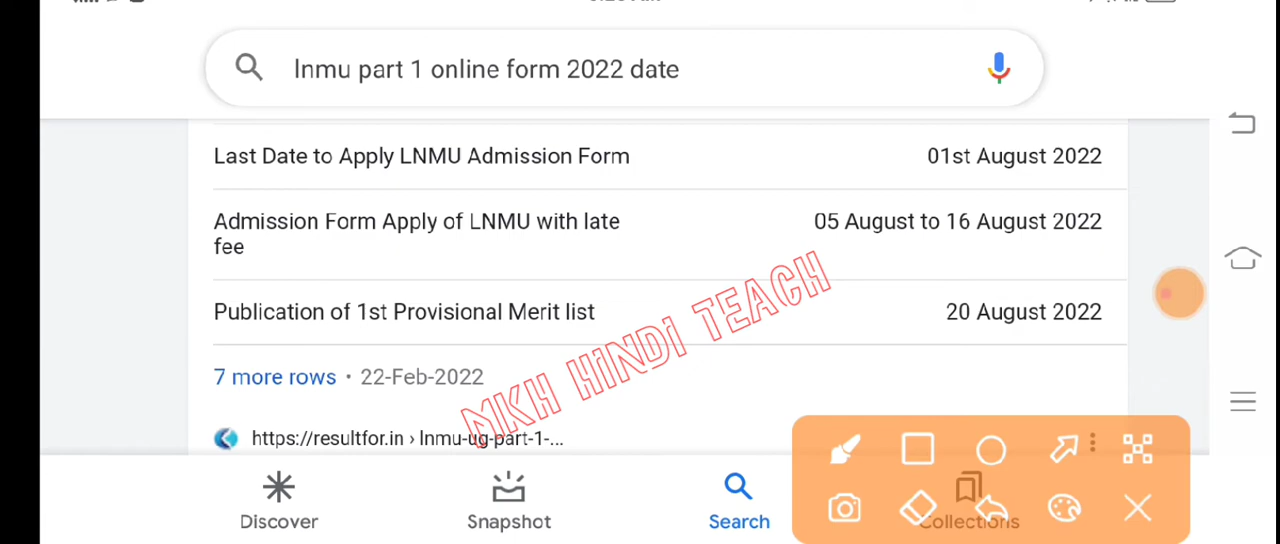 lnmu part 1 online form 2022 date
Last Date to Apply LNMU Admission Form 01st August 2022
Admission Form Apply of LNMU with late fee 05 August to 16 August 2022
Publication of 1st Provisional Merit list 20 August 2022
7 more rows · 22-Feb-2022
MKH HINDI TEACH
https://resultfor.in › lnmu-ug-part-1-...
Discover Snapshot Search Collections